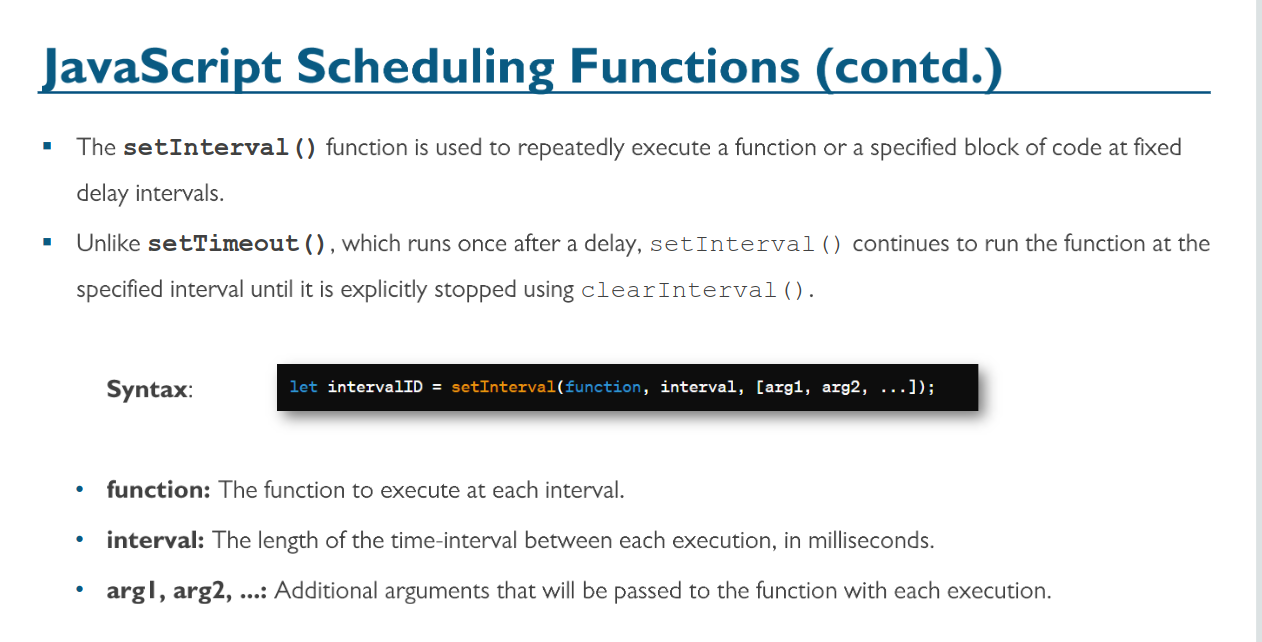 JavaScript Scheduling Functions (contd.)
▪ The setInterval() function is used to repeatedly execute a function or a specified block of code at fixed
delay intervals.
▪ Unlike setTimeout(), which runs once after a delay, setInterval() continues to run the function at the
specified interval until it is explicitly stopped using clearInterval().
Syntax: let intervalID = setInterval(function, interval, [arg1, arg2, ...]);
• function: The function to execute at each interval.
• interval: The length of the time-interval between each execution, in milliseconds.
• arg1, arg2, ...: Additional arguments that will be passed to the function with each execution.